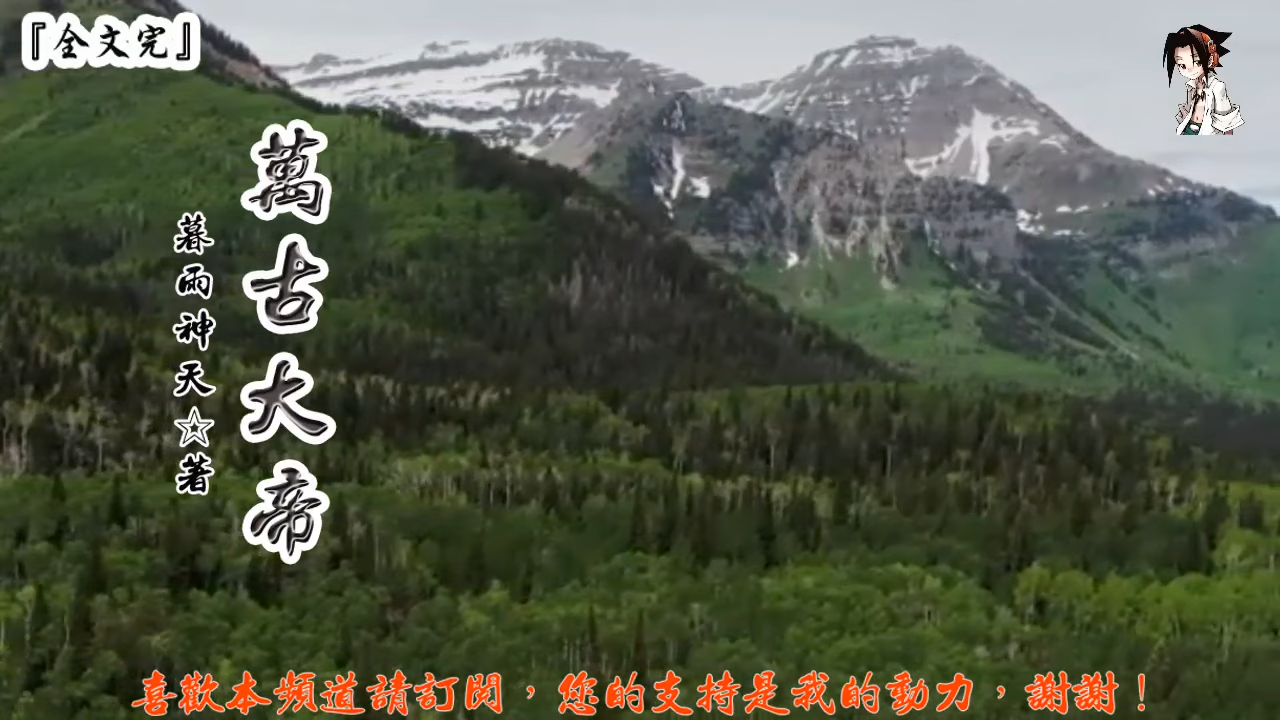 『全文完』
萬古大帝
暮雨神天☆著
喜歡本頻道請訂閱，您的支持是我的動力，謝謝！